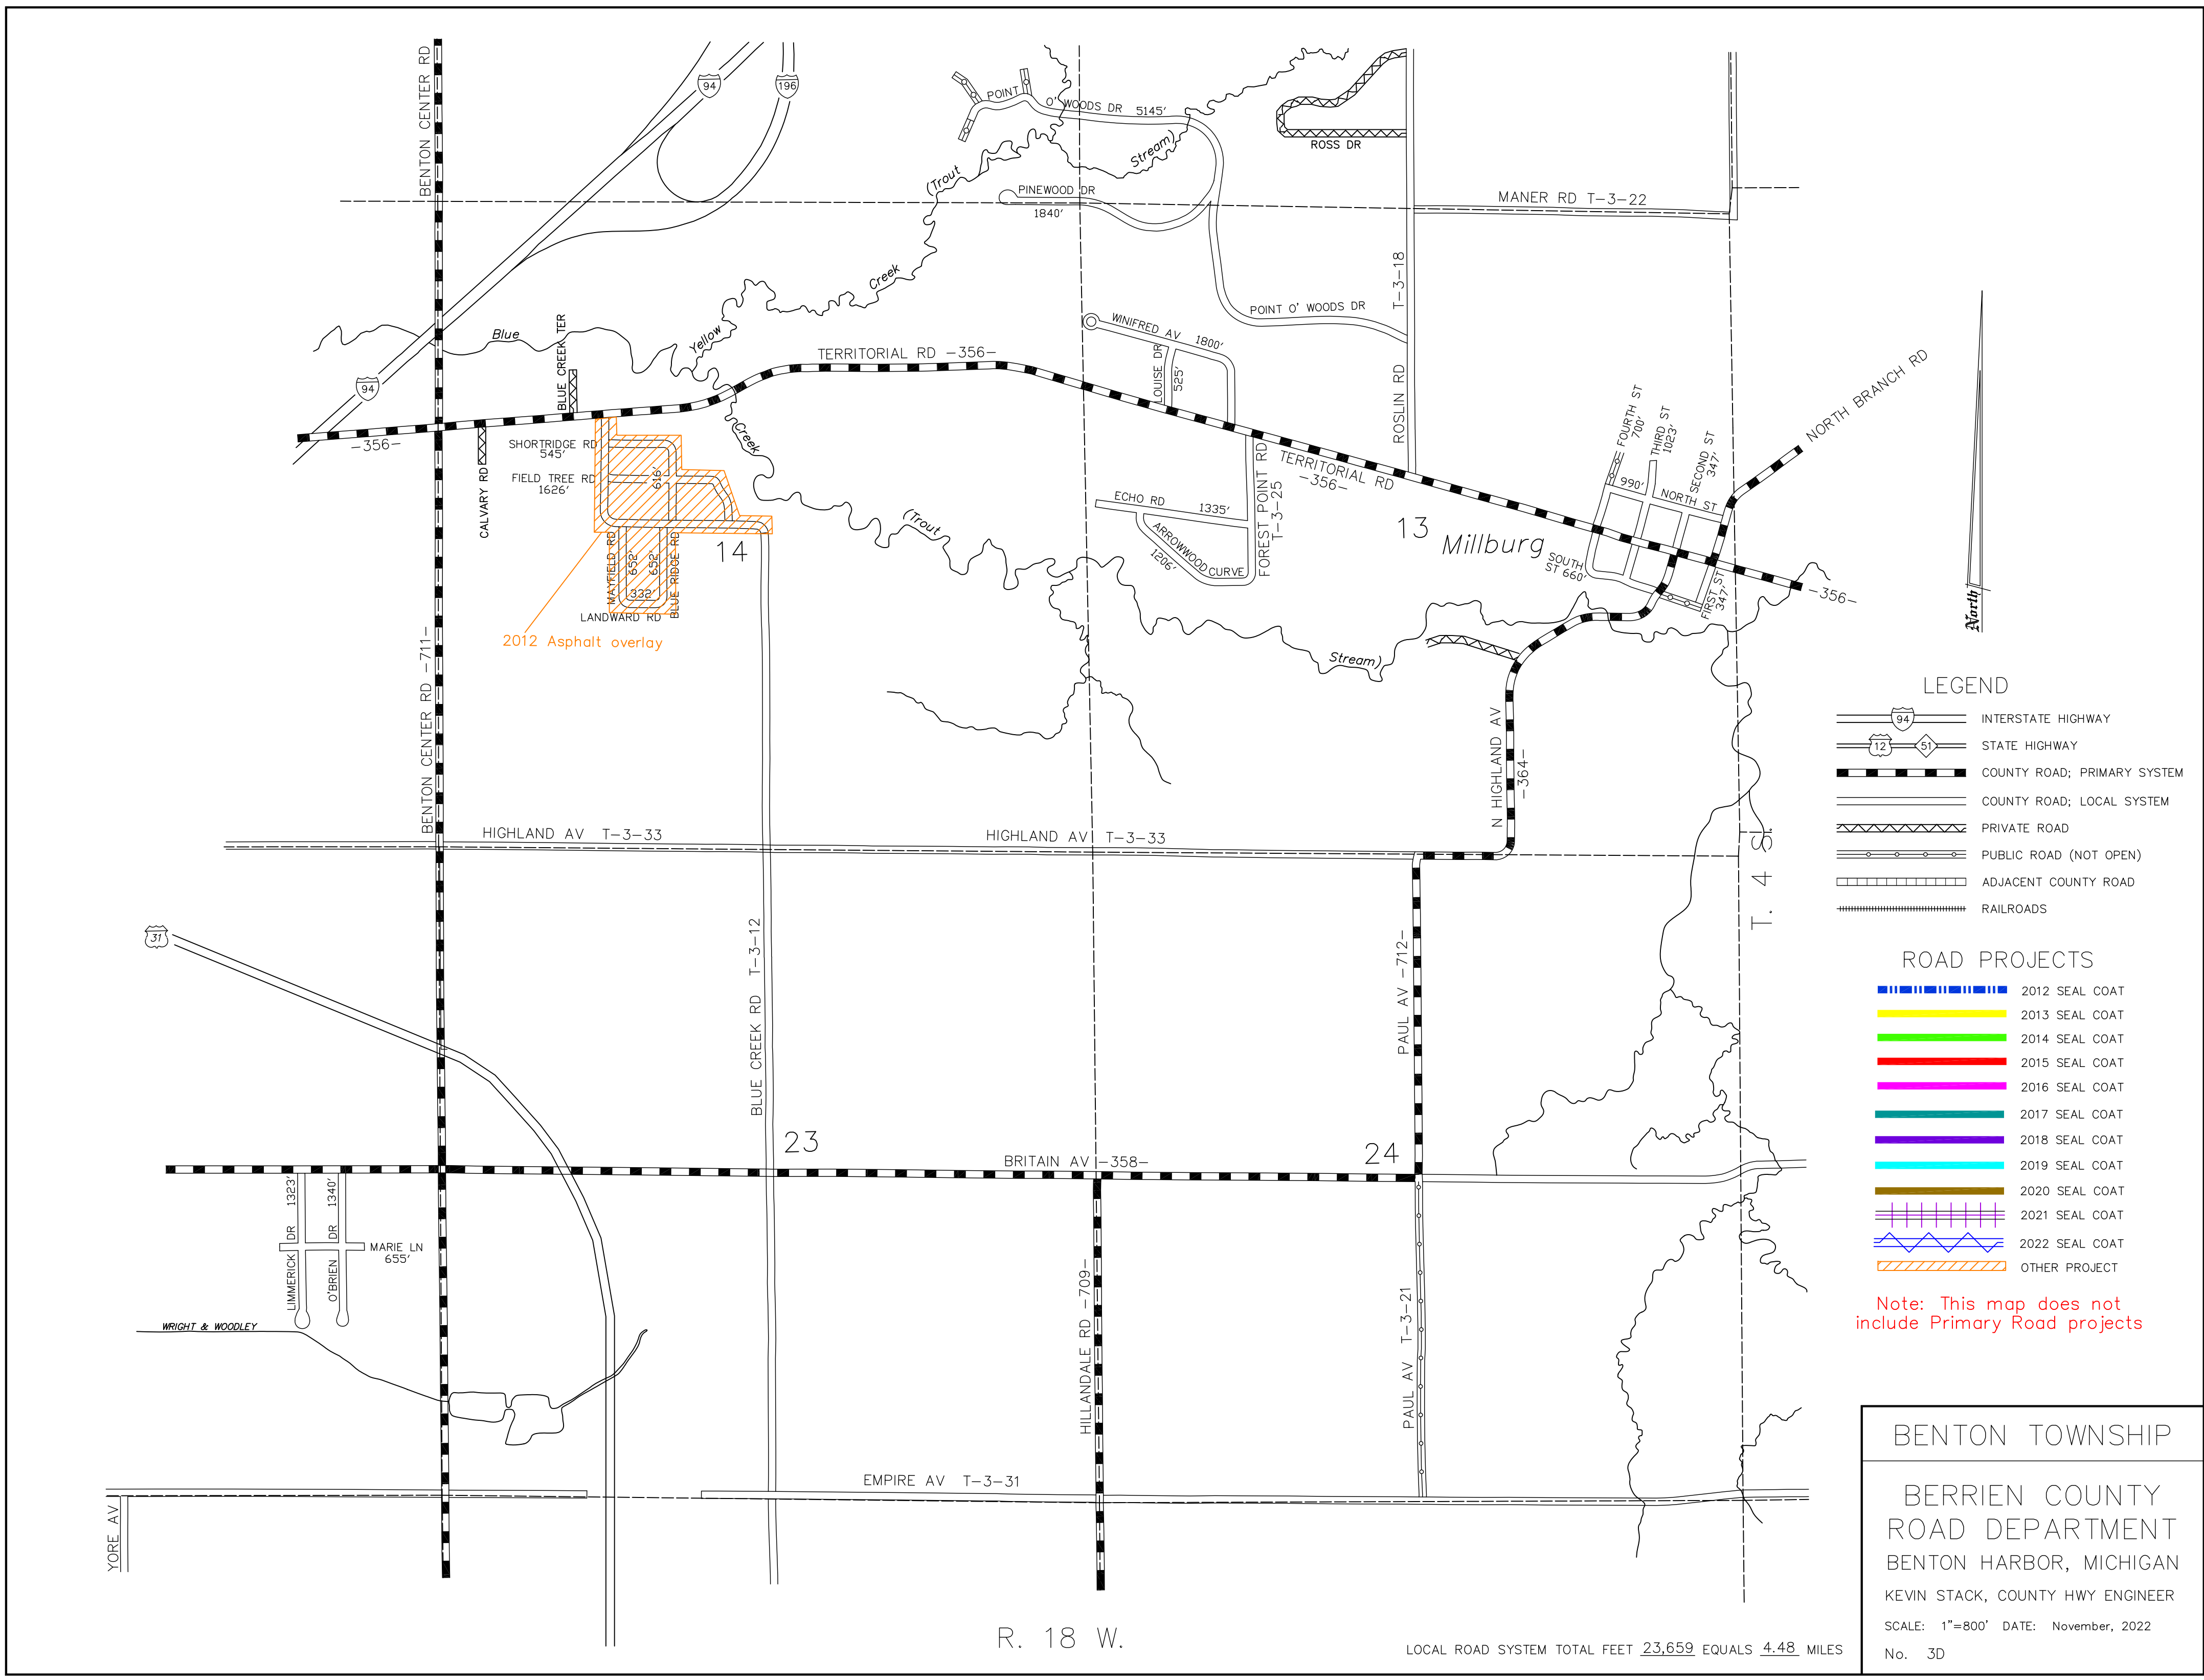 BENTON CENTER RD
94
196
POINT O' WOODS DR 5145'
ROSS DR
(Trout
Stream)
PINEWOOD DR
1840'
MANER RD T-3-22
Creek
Yellow
T-3-18
ROSLIN RD
POINT O' WOODS DR
WINIFRED AV 1800'
LOUISE DR
525'
Blue
BLUE CREEK TER
TERRITORIAL RD -356-
94
-356-
CALVARY RD
SHORTRIDGE RD
545'
FIELD TREE RD
1626'
616'
Creek
(Trout
Stream)
14
MAYFIELD RD
652'
652'
BLUE RIDGE RD
332'
LANDWARD RD
2012 Asphalt overlay
ECHO RD 1335'
ARROWWOOD CURVE
1206'
FOREST POINT RD
T-3-25
TERRITORIAL RD
-356-
13
Millburg
FOURTH ST
700'
THIRD ST
1023'
SECOND ST
347'
990'
NORTH ST
NORTH BRANCH RD
SOUTH
ST 660'
FIRST ST
347'
-356-
North
BENTON CENTER RD -711-
N HIGHLAND AV
-364-
HIGHLAND AV T-3-33
HIGHLAND AV T-3-33
T. 4 S.
31
BLUE CREEK RD T-3-12
PAUL AV -712-
23
24
BRITAIN AV -358-
LIMMERICK DR 1323'
O'BRIEN DR 1340'
MARIE LN
655'
WRIGHT & WOODLEY
HILLANDALE RD -709-
PAUL AV T-3-21
EMPIRE AV T-3-31
YORE AV
R. 18 W.
LOCAL ROAD SYSTEM TOTAL FEET 23,659 EQUALS 4.48 MILES
LEGEND
94 INTERSTATE HIGHWAY
12 51 STATE HIGHWAY
COUNTY ROAD; PRIMARY SYSTEM
COUNTY ROAD; LOCAL SYSTEM
PRIVATE ROAD
PUBLIC ROAD (NOT OPEN)
ADJACENT COUNTY ROAD
RAILROADS
ROAD PROJECTS
2012 SEAL COAT
2013 SEAL COAT
2014 SEAL COAT
2015 SEAL COAT
2016 SEAL COAT
2017 SEAL COAT
2018 SEAL COAT
2019 SEAL COAT
2020 SEAL COAT
2021 SEAL COAT
2022 SEAL COAT
OTHER PROJECT
Note: This map does not
include Primary Road projects
BENTON TOWNSHIP
BERRIEN COUNTY
ROAD DEPARTMENT
BENTON HARBOR, MICHIGAN
KEVIN STACK, COUNTY HWY ENGINEER
SCALE: 1"=800' DATE: November, 2022
No. 3D